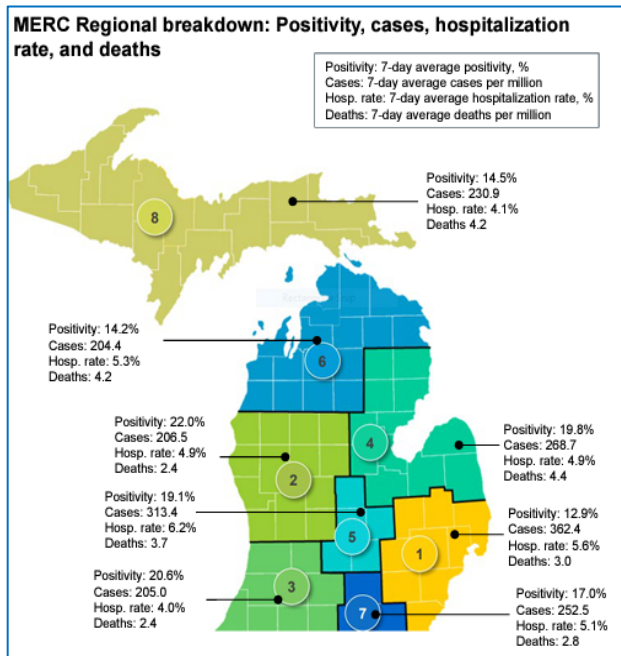 MERC Regional breakdown: Positivity, cases, hospitalization
rate, and deaths
Positivity: 7-day average positivity, %
Cases: 7-day average cases per million
Hosp. rate: 7-day average hospitalization rate, %
Deaths: 7-day average deaths per million
Positivity: 14.5%
Cases: 230.9
Hosp. rate: 4.1%
Deaths 4.2
8
Positivity: 14.2%
Cases: 204.4
Hosp. rate: 5.3%
Deaths: 4.2
6
Positivity: 22.0%
Cases: 206.5
Hosp. rate: 4.9%
Deaths: 2.4
2
4
Positivity: 19.8%
Cases: 268.7
Hosp. rate: 4.9%
Deaths: 4.4
Positivity: 19.1%
Cases: 313.4
Hosp. rate: 6.2%
Deaths: 3.7
5
1
Positivity: 12.9%
Cases: 362.4
Hosp. rate: 5.6%
Deaths: 3.0
Positivity: 20.6%
Cases: 205.0
Hosp. rate: 4.0%
Deaths: 2.4
3
7
Positivity: 17.0%
Cases: 252.5
Hosp. rate: 5.1%
Deaths: 2.8